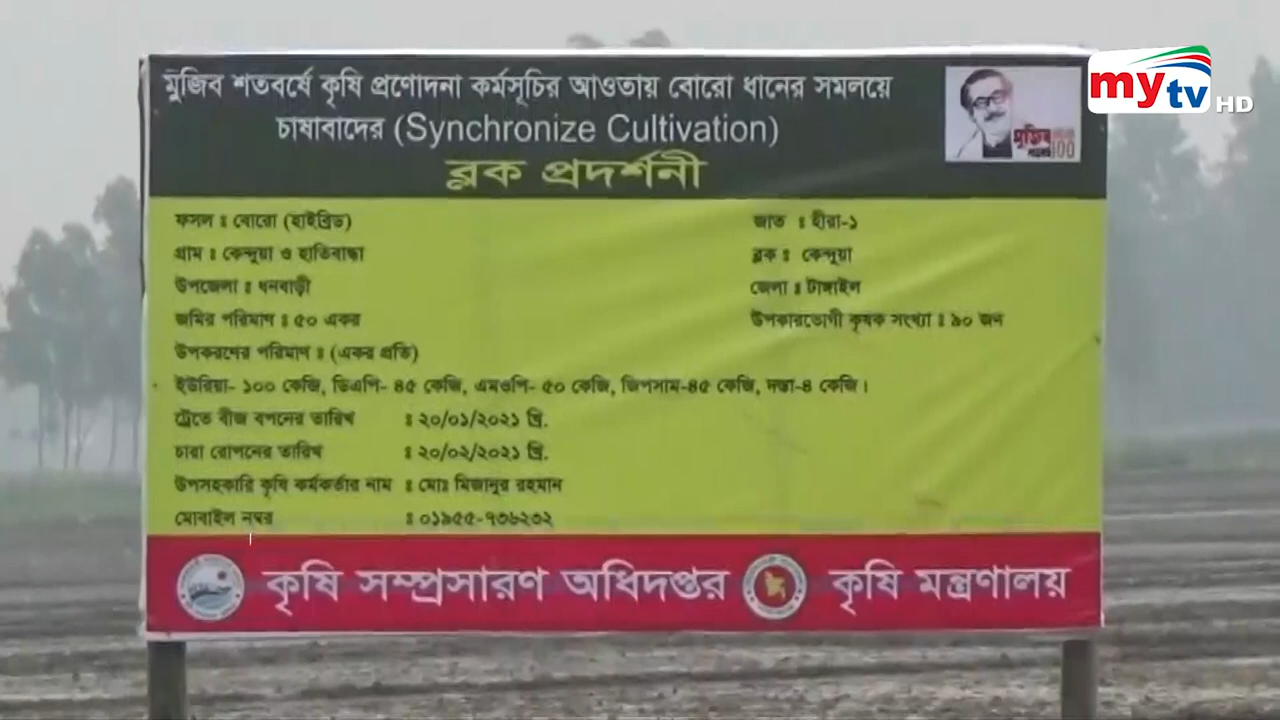 মুজিব শতবর্ষে কৃষি প্রণোদনা কর্মসূচির আওতায় বোরো ধানের সমলয়ে
চাষাবাদের (Synchronize Cultivation)
ব্লক প্রদর্শনী
মুজিব 100
mytv HD
ফসল ঃ বোরো (হাইব্রিড) জাত ঃ হীরা-১
গ্রাম ঃ কেন্দুয়া ও হাতিবান্ধা ব্লক ঃ কেন্দুয়া
উপজেলা ঃ ধনবাড়ী জেলা ঃ টাঙ্গাইল
জমির পরিমাণ ঃ ৫০ একর উপকারভোগী কৃষক সংখ্যা ঃ ৯০ জন
উপকরণের পরিমাণ ঃ (একর প্রতি)
ইউরিয়া- ১০০ কেজি, ডিএপি- ৪৫ কেজি, এমওপি- ৫০ কেজি, জিপসাম-৪৫ কেজি, দস্তা-৪ কেজি।
ট্রেতে বীজ বপনের তারিখ ঃ ২০/০১/২০২১ খ্রি.
চারা রোপনের তারিখ ঃ ২০/০২/২০২১ খ্রি.
উপসহকারি কৃষি কর্মকর্তার নাম ঃ মোঃ মিজানুর রহমান
মোবাইল নম্বর ঃ ০১৯৫৫-৭৩৬২৩২
কৃষি সম্প্রসারণ অধিদপ্তর কৃষি মন্ত্রণালয়